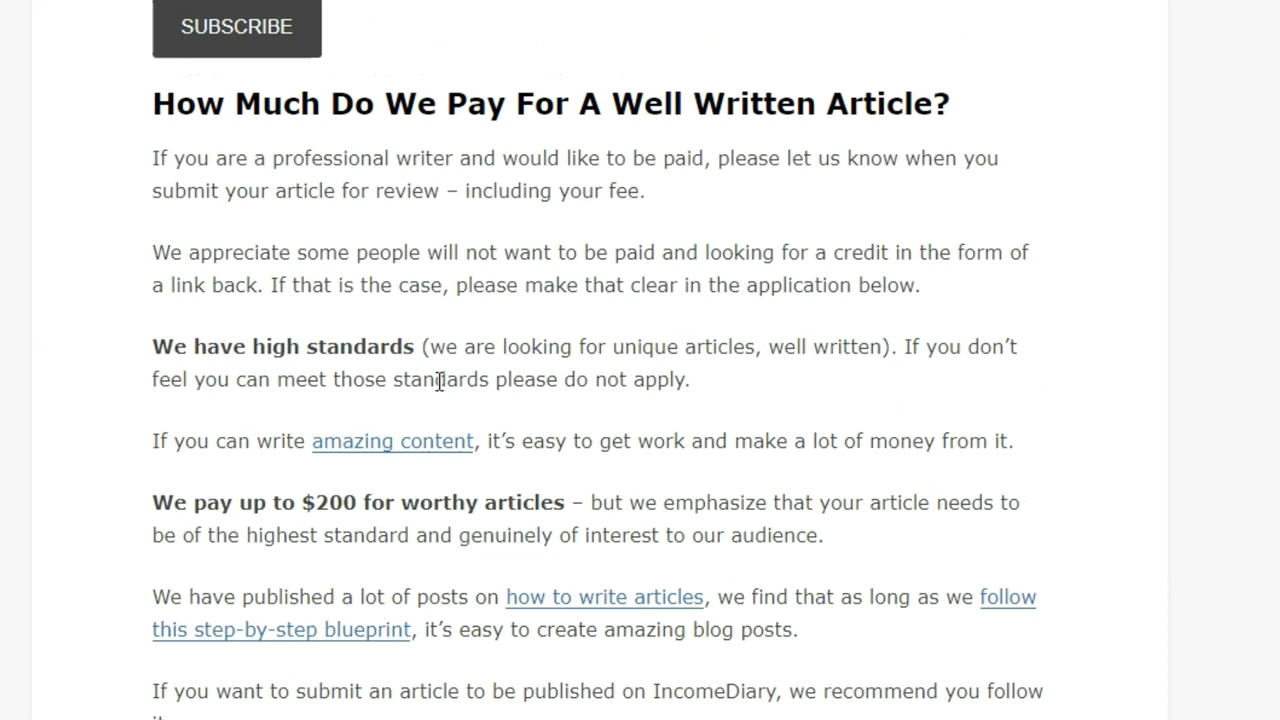 SUBSCRIBE
How Much Do We Pay For A Well Written Article?
If you are a professional writer and would like to be paid, please let us know when you
submit your article for review – including your fee.
We appreciate some people will not want to be paid and looking for a credit in the form of
a link back. If that is the case, please make that clear in the application below.
We have high standards (we are looking for unique articles, well written). If you don’t
feel you can meet those standards please do not apply.
If you can write amazing content, it’s easy to get work and make a lot of money from it.
We pay up to $200 for worthy articles – but we emphasize that your article needs to
be of the highest standard and genuinely of interest to our audience.
We have published a lot of posts on how to write articles, we find that as long as we follow
this step-by-step blueprint, it’s easy to create amazing blog posts.
If you want to submit an article to be published on IncomeDiary, we recommend you follow